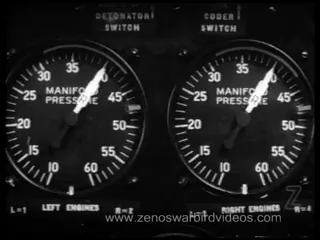 DETONATOR CODER
SWITCH SWITCH
35 35
30 30
MANIFOLD MANIFOLD
25 45 25 45
PRESSURE PRESSURE
20 50 20 50
15 55 15 55
10 60 10 60
L=1 LEFT ENGINES R=2 RIGHT ENGINES R=4
Z
www.zenoswarbirdvideos.com